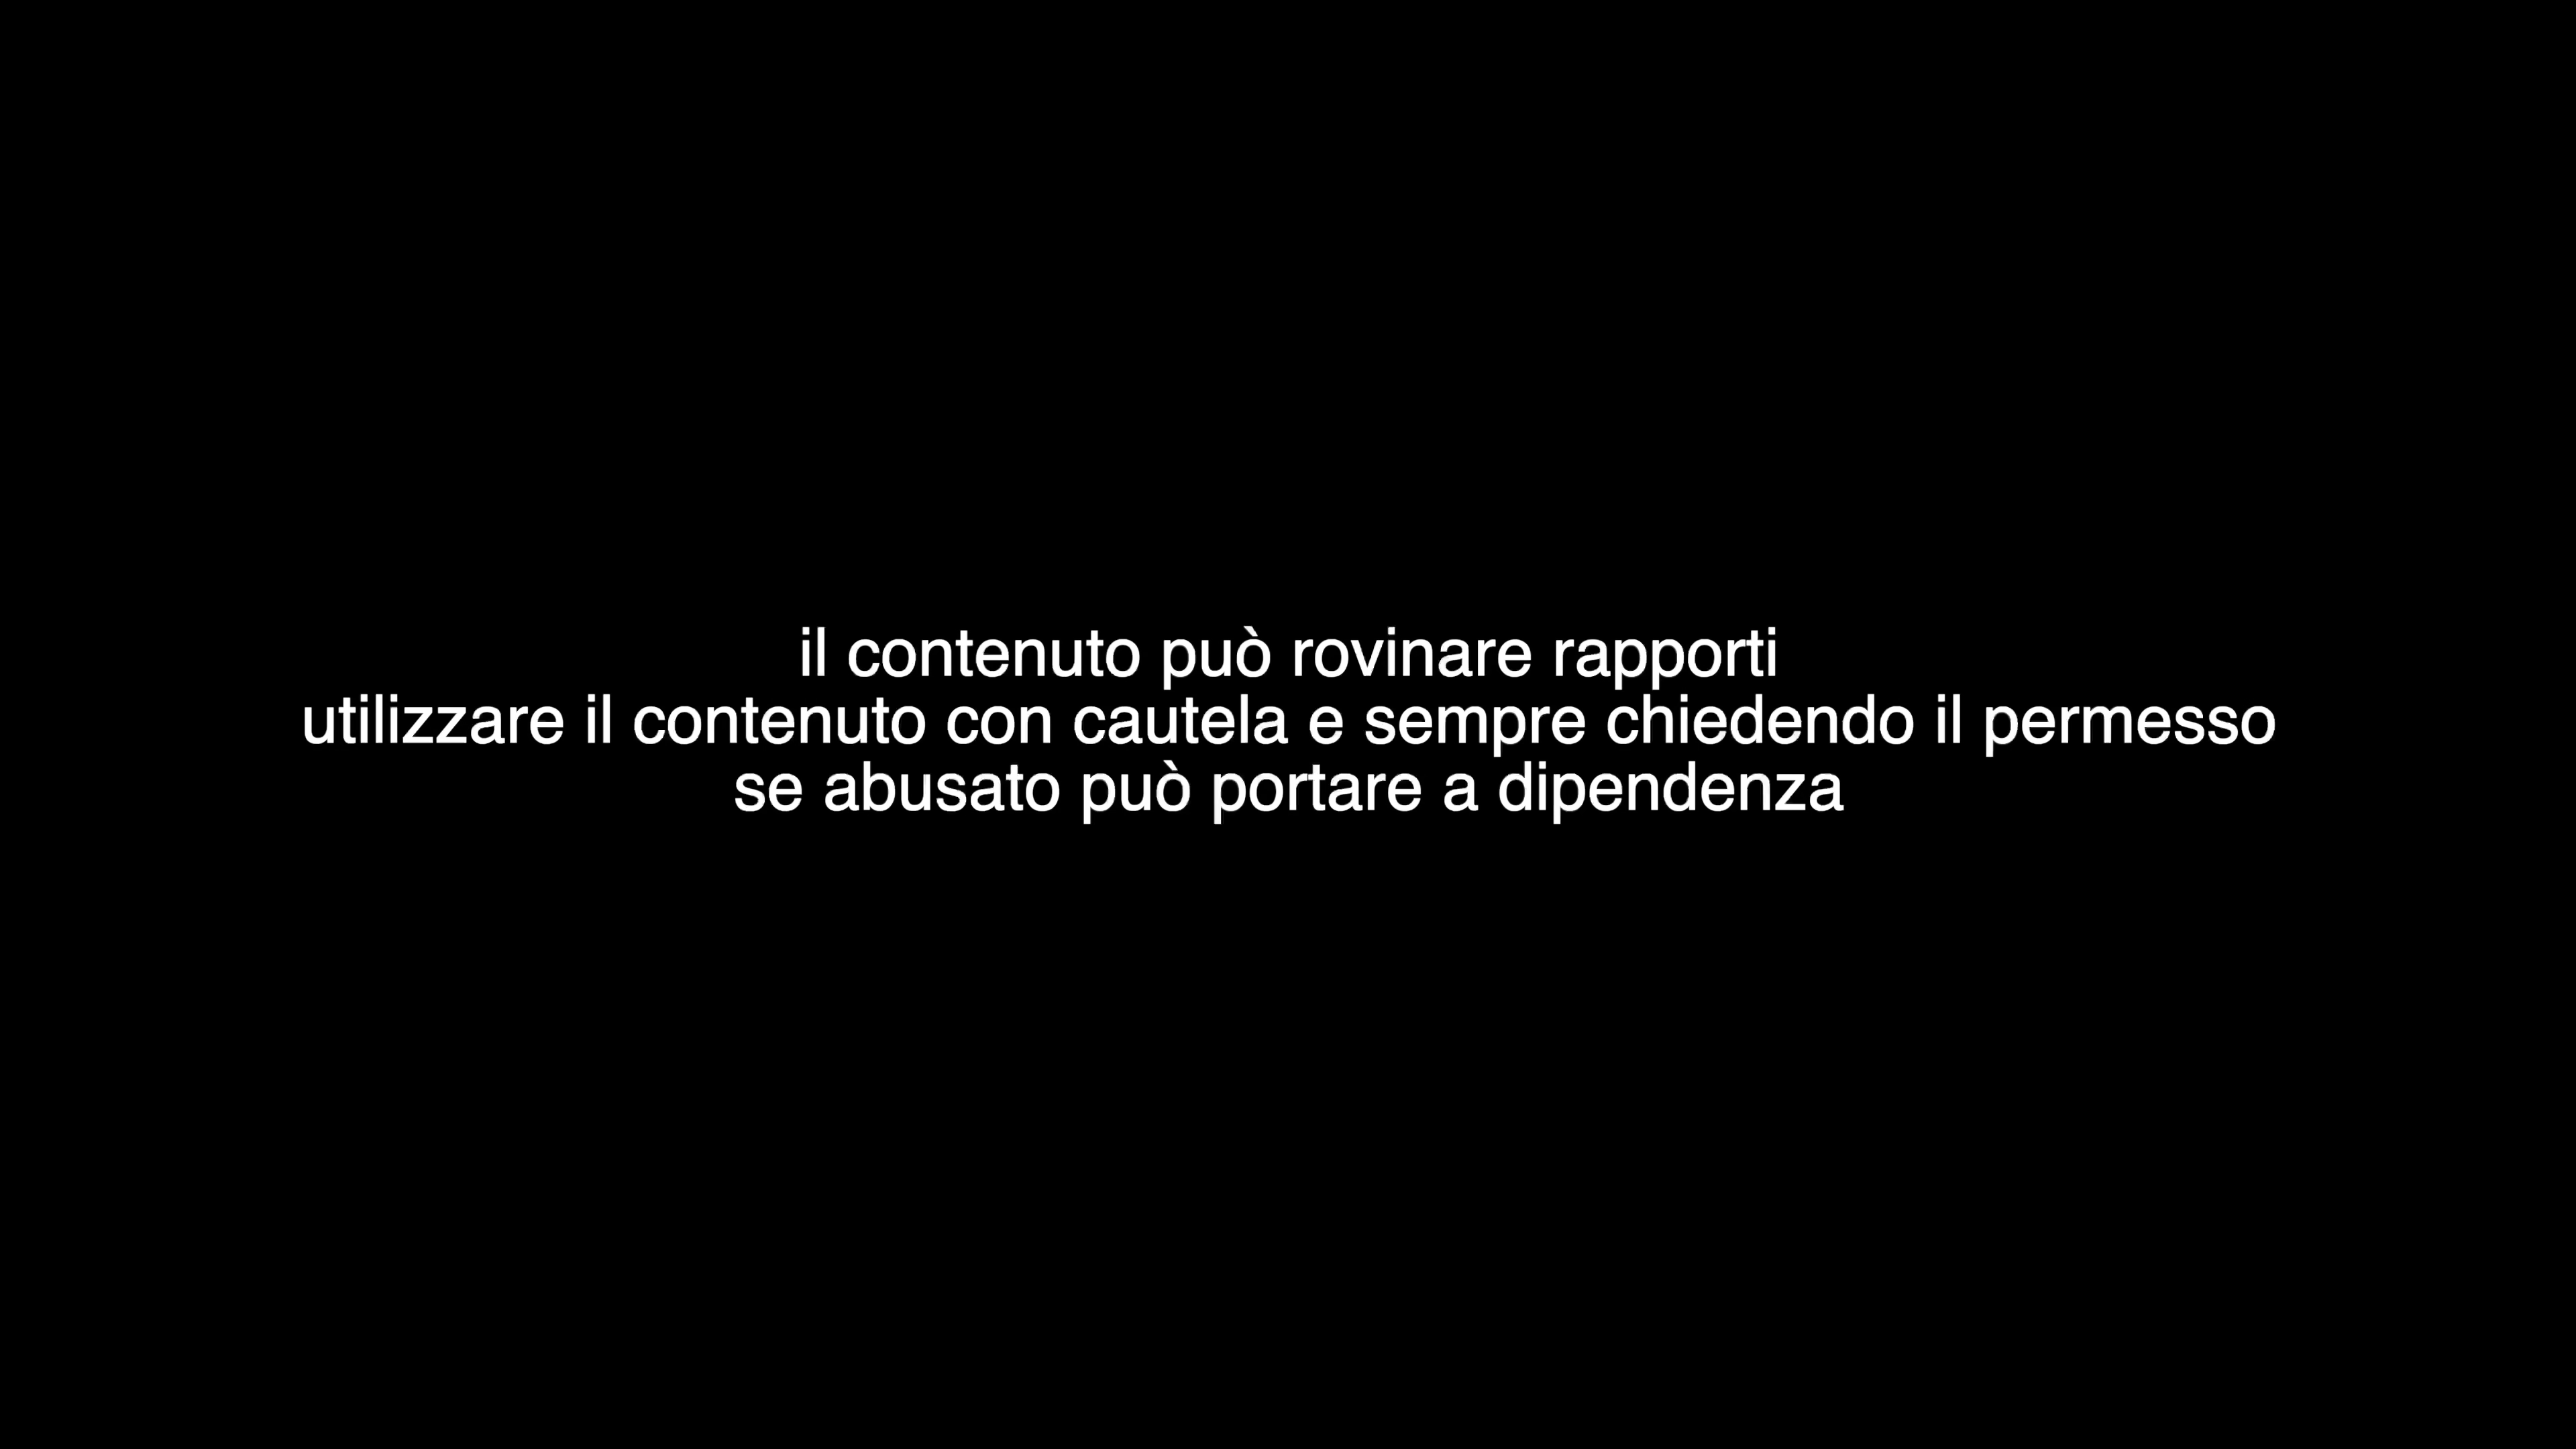 il contenuto può rovinare rapporti
utilizzare il contenuto con cautela e sempre chiedendo il permesso
se abusato può portare a dipendenza